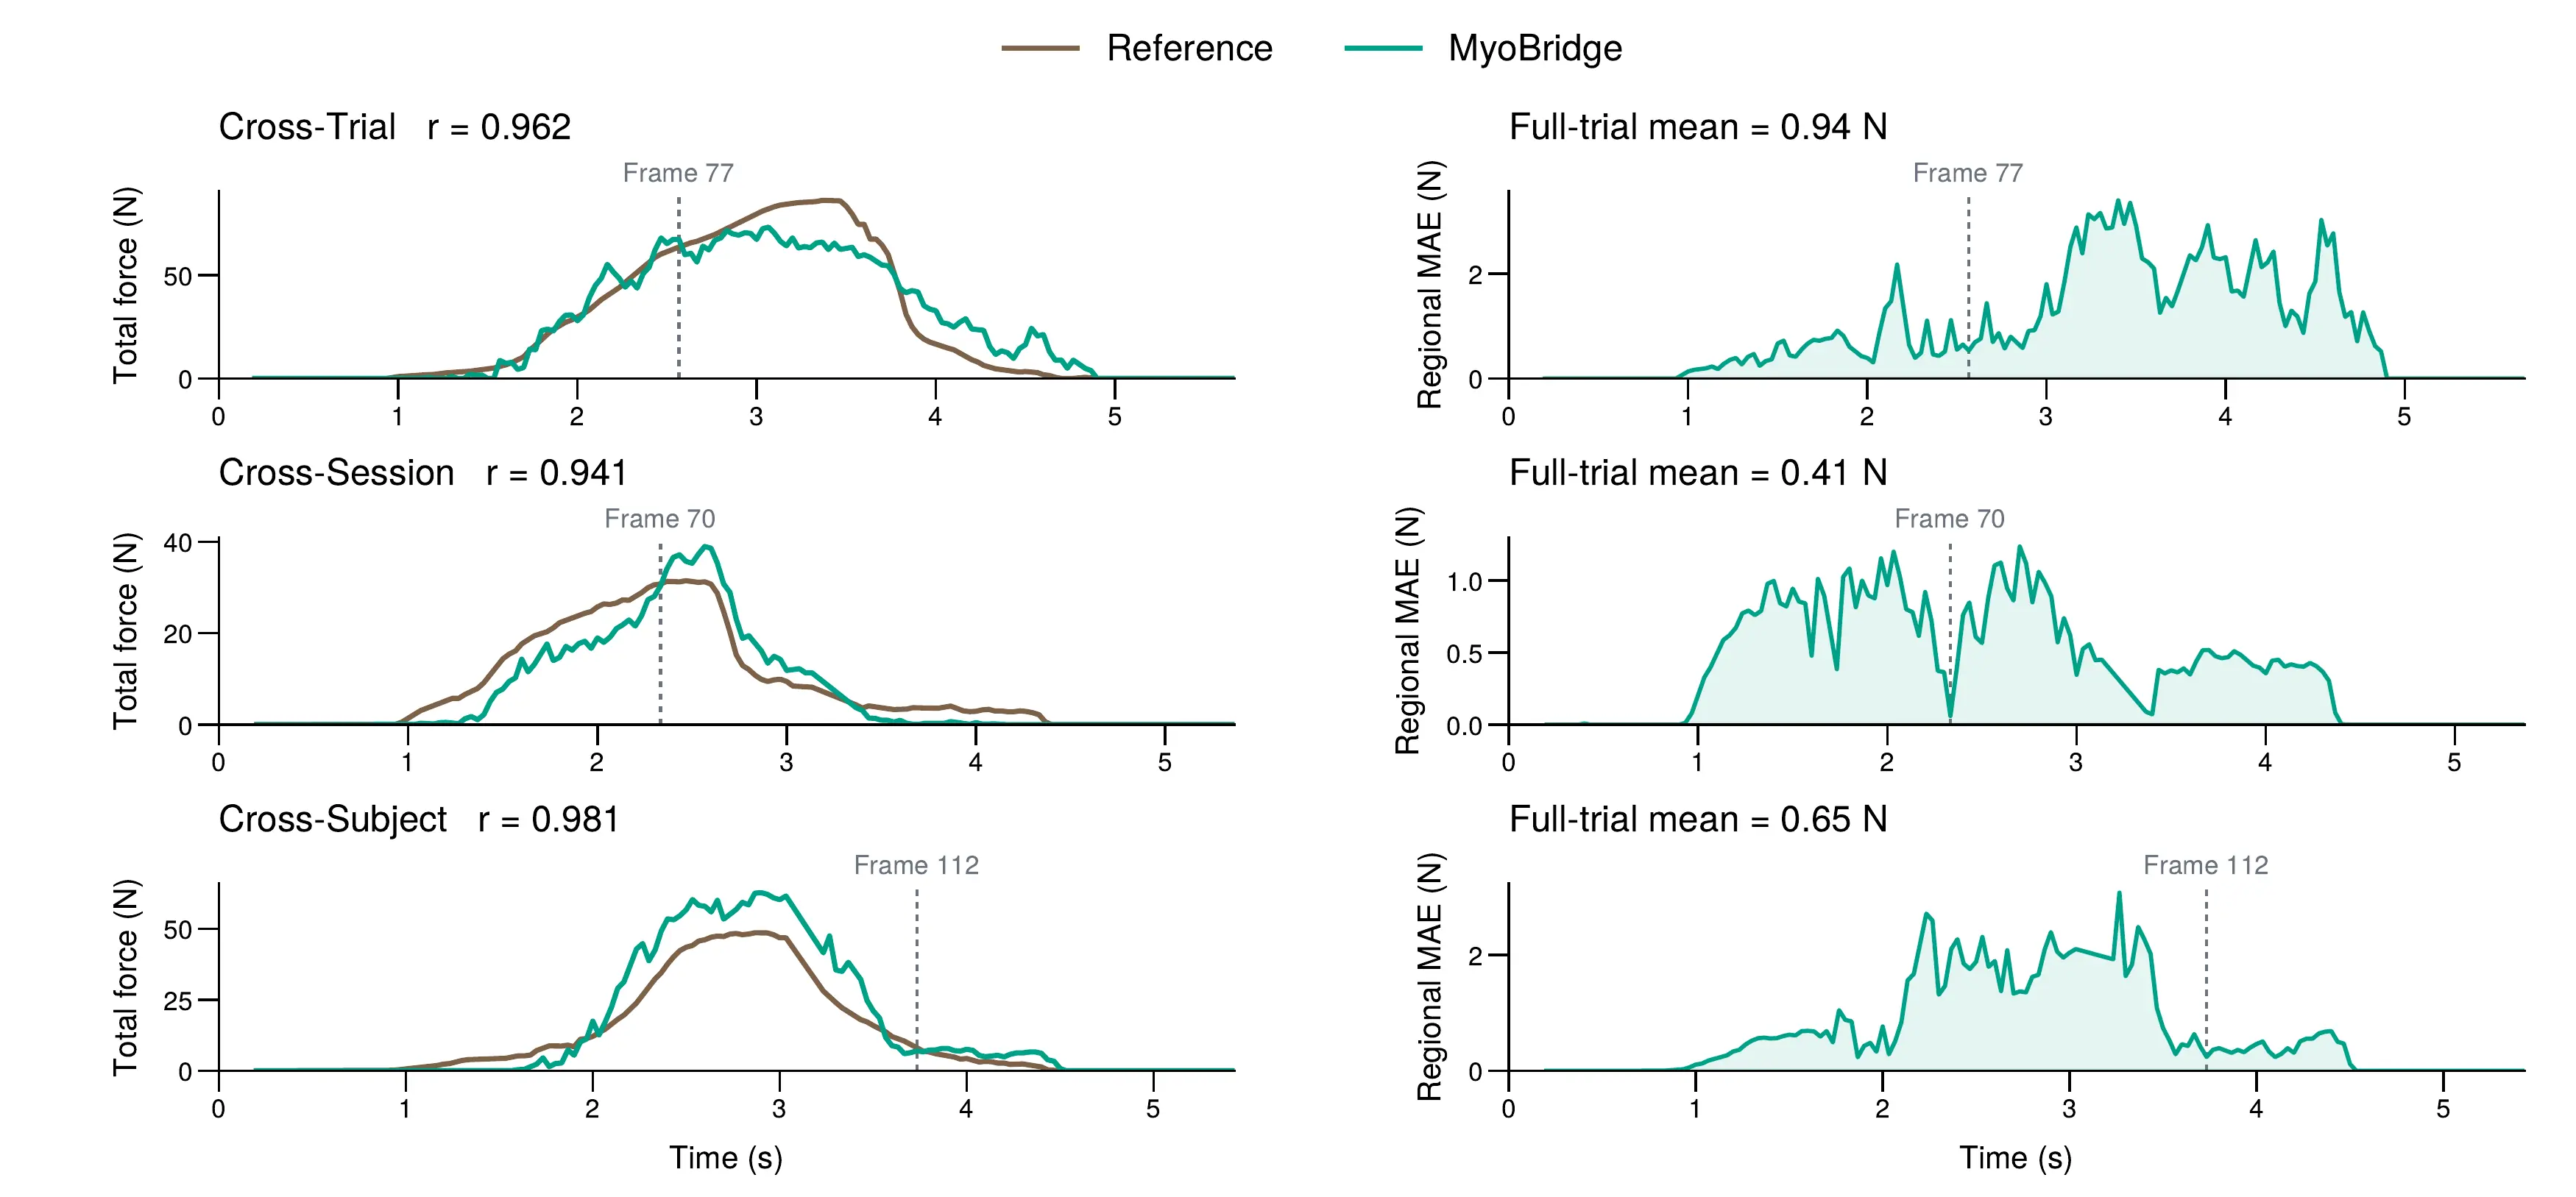 Reference MyoBridge
Cross-Trial r = 0.962
Frame 77
Total force (N)
50
0
0 1 2 3 4 5
Full-trial mean = 0.94 N
Frame 77
Regional MAE (N)
2
0
0 1 2 3 4 5
Cross-Session r = 0.941
Frame 70
Total force (N)
40
20
0
0 1 2 3 4 5
Full-trial mean = 0.41 N
Frame 70
Regional MAE (N)
1.0
0.5
0.0
0 1 2 3 4 5
Cross-Subject r = 0.981
Frame 112
Total force (N)
50
25
0
0 1 2 3 4 5
Time (s)
Full-trial mean = 0.65 N
Frame 112
Regional MAE (N)
2
0
0 1 2 3 4 5
Time (s)